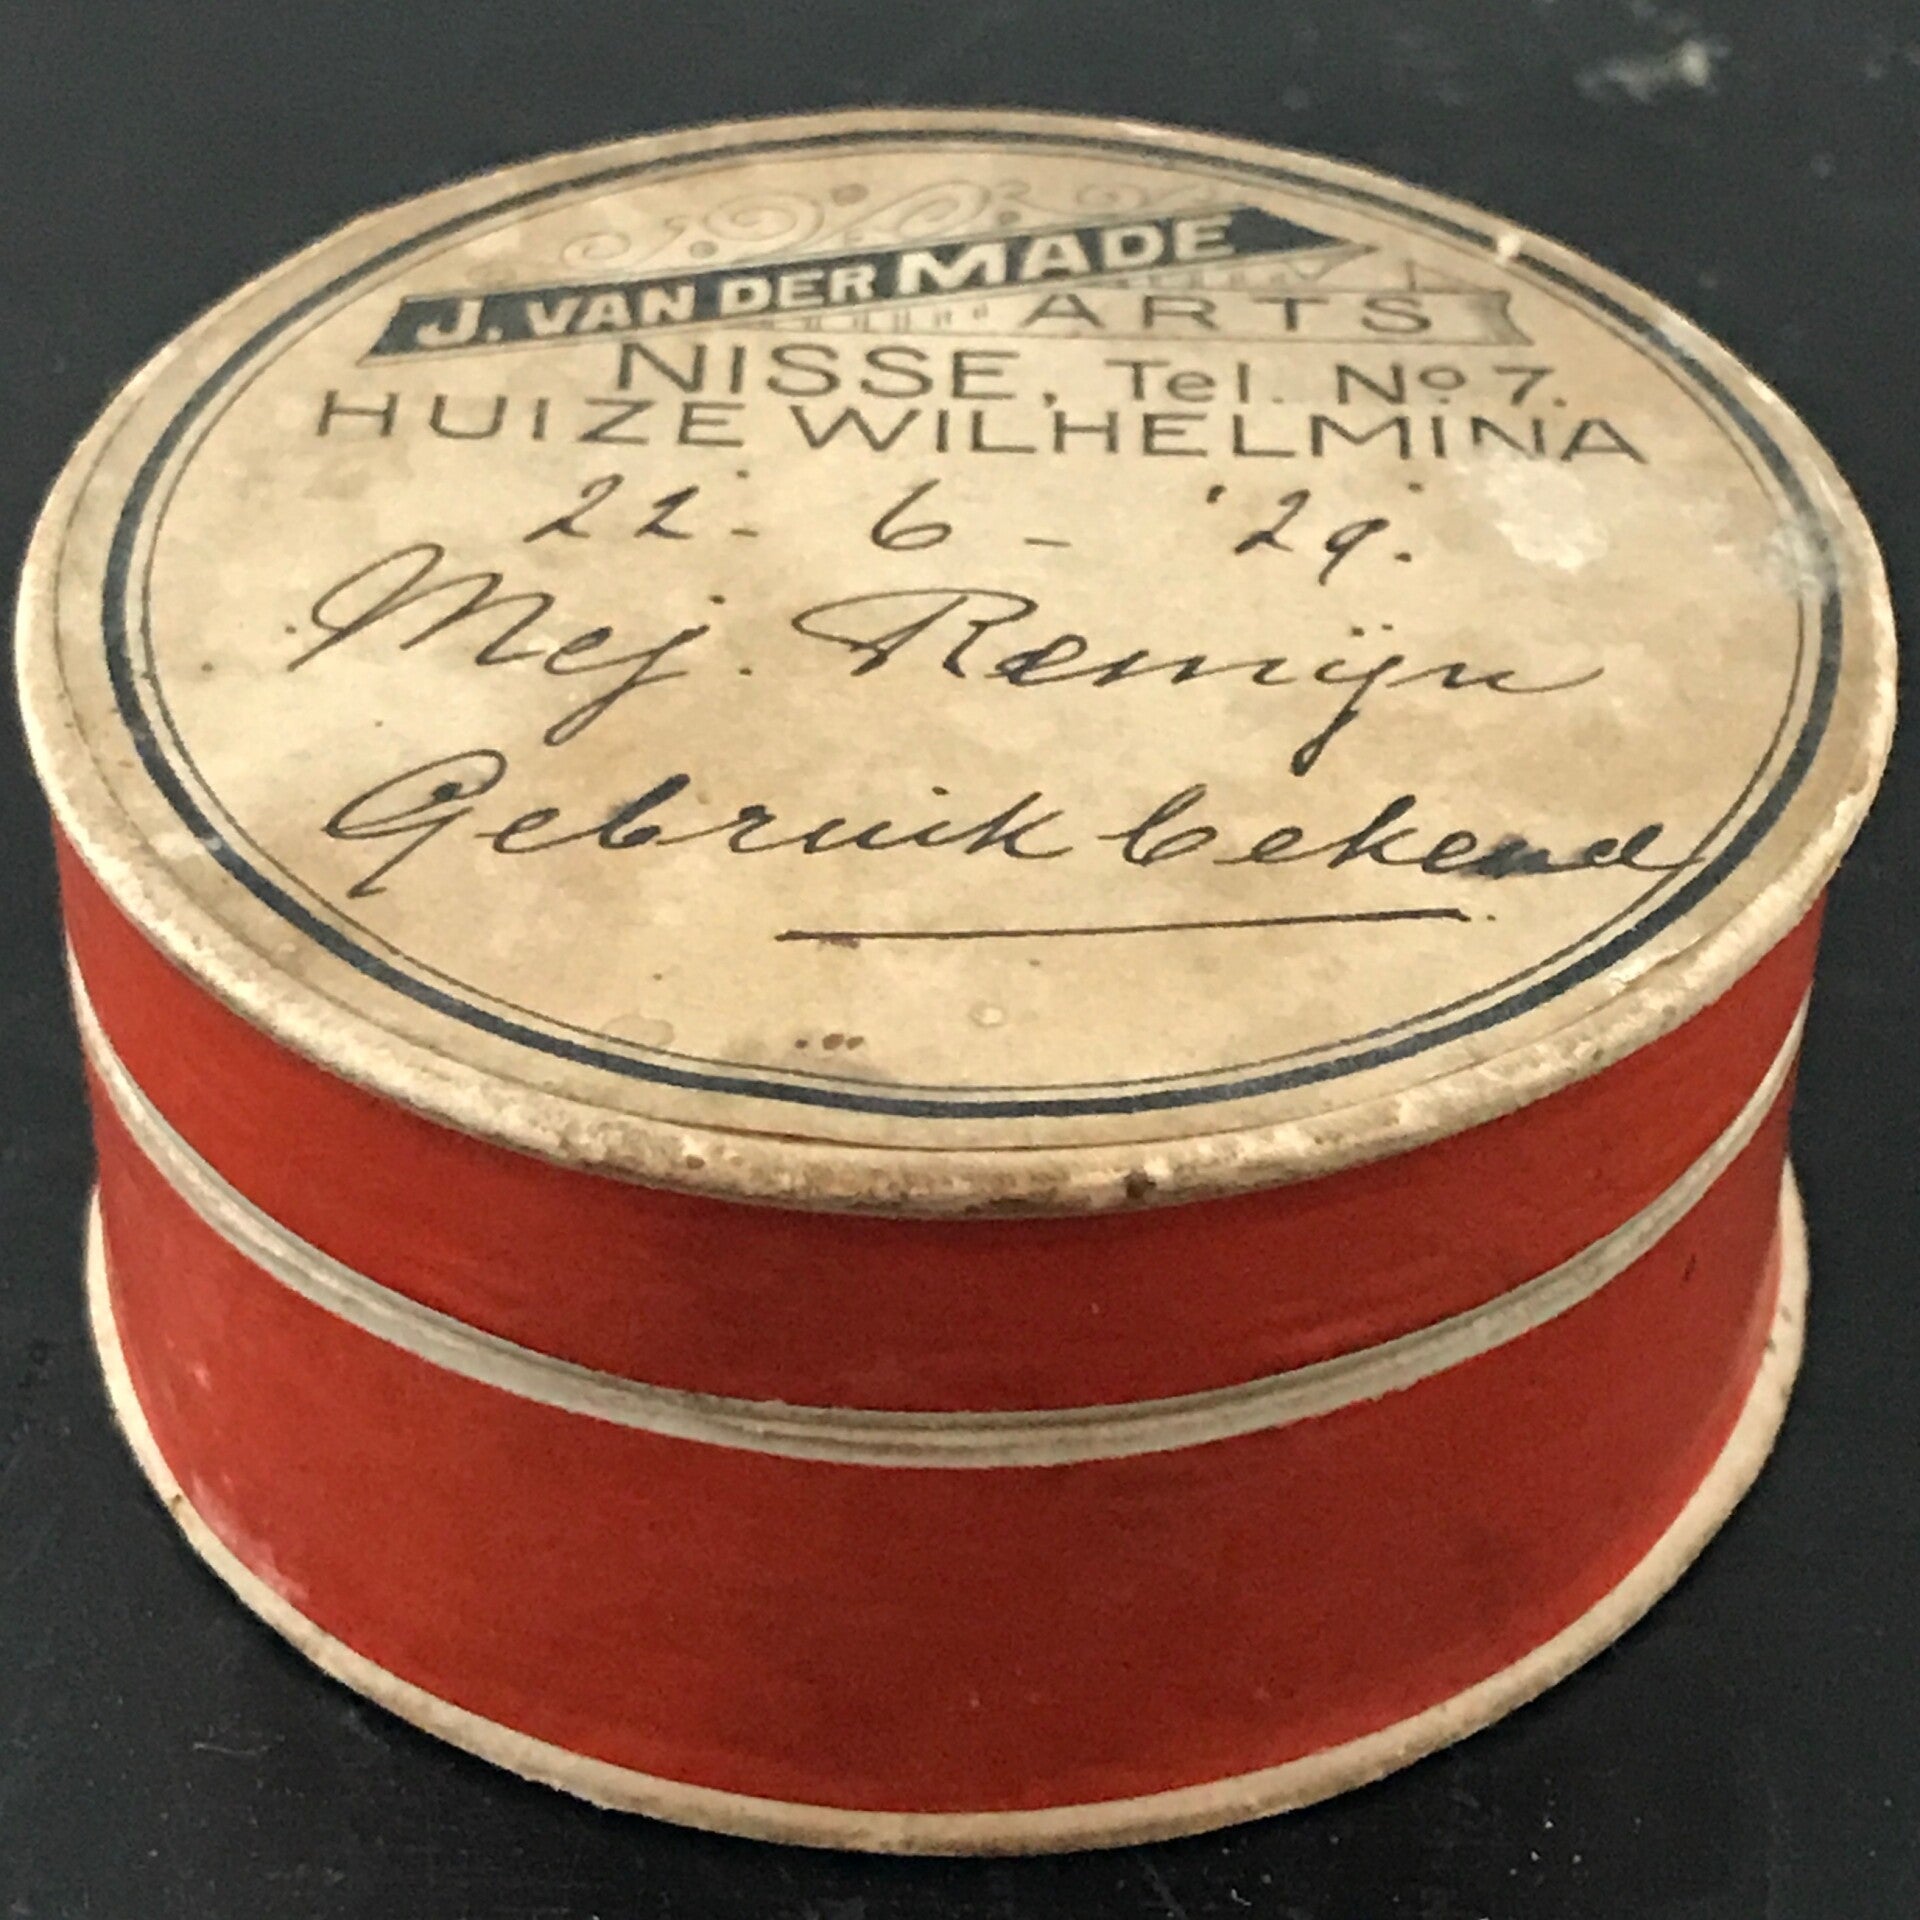 J. VAN DER MADE
ARTS
NISSE, Tel. No 7.
HUIZE WILHELMINA
22 - 6 - '29.
Mej. Remijn
Gebruik bekend